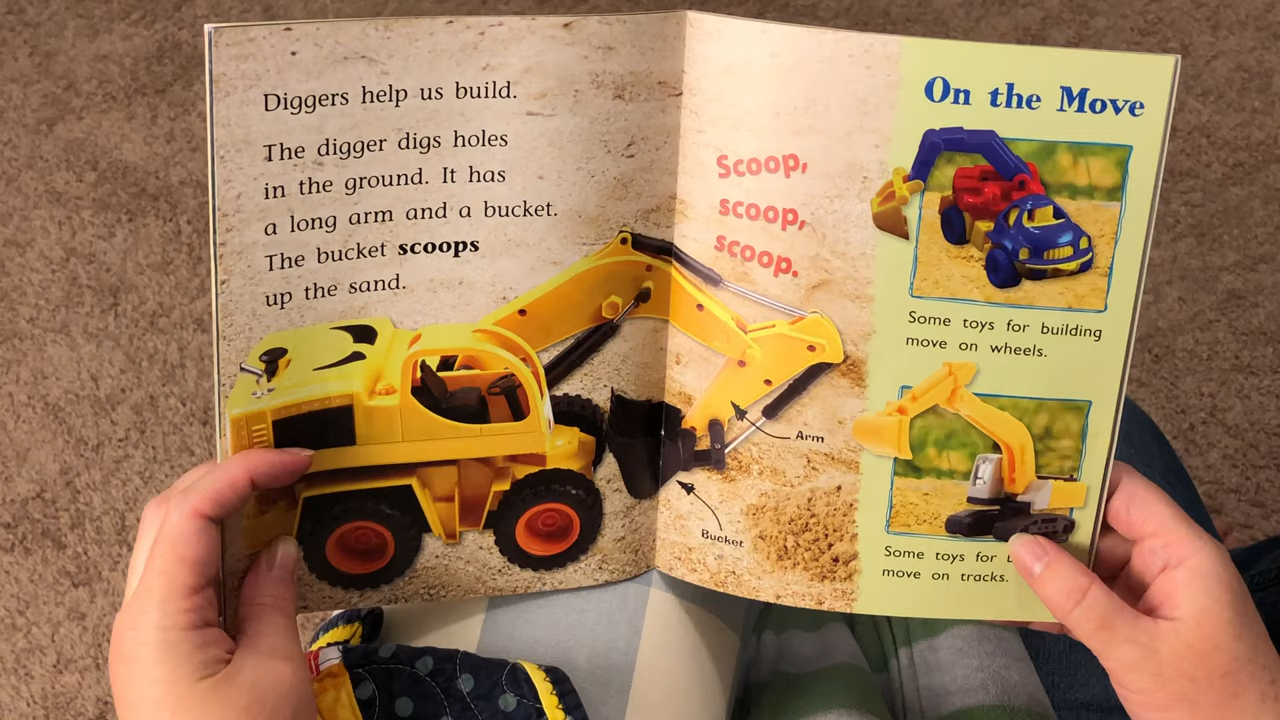 Diggers help us build.
The digger digs holes
in the ground. It has
a long arm and a bucket.
The bucket scoops
up the sand.
Scoop,
scoop,
scoop.
Arm
Bucket
On the Move
Some toys for building
move on wheels.
Some toys for
move on tracks.